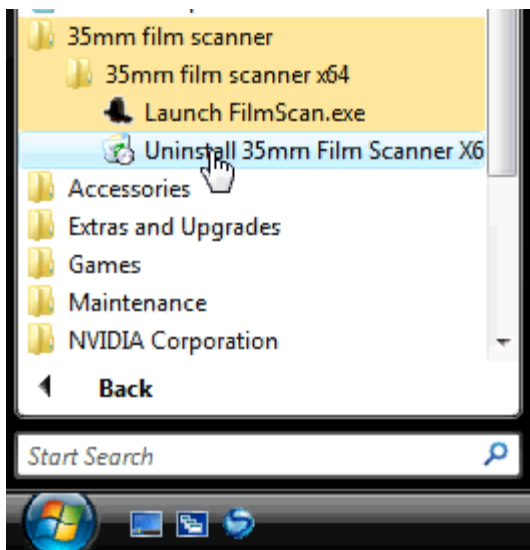 35mm film scanner
35mm film scanner x64
Launch FilmScan.exe
Uninstall 35mm Film Scanner X6
Accessories
Extras and Upgrades
Games
Maintenance
NVIDIA Corporation
Back
Start Search